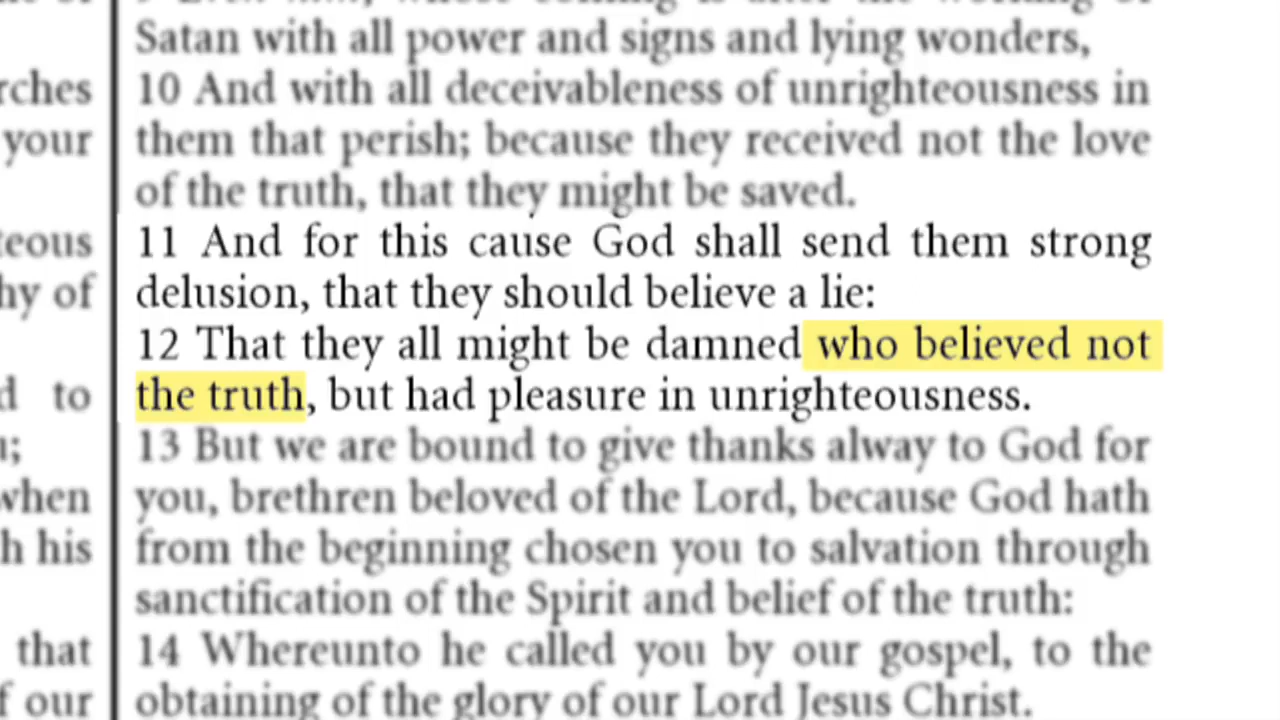 rches
your
teous
hy of
d to
u;
when
h his
that
f our
Satan with all power and signs and lying wonders,
10 And with all deceivableness of unrighteousness in
them that perish; because they received not the love
of the truth, that they might be saved.
11 And for this cause God shall send them strong
delusion, that they should believe a lie:
12 That they all might be damned who believed not
the truth, but had pleasure in unrighteousness.
13 But we are bound to give thanks alway to God for
you, brethren beloved of the Lord, because God hath
from the beginning chosen you to salvation through
sanctification of the Spirit and belief of the truth:
14 Whereunto he called you by our gospel, to the
obtaining of the glory of our Lord Jesus Christ.